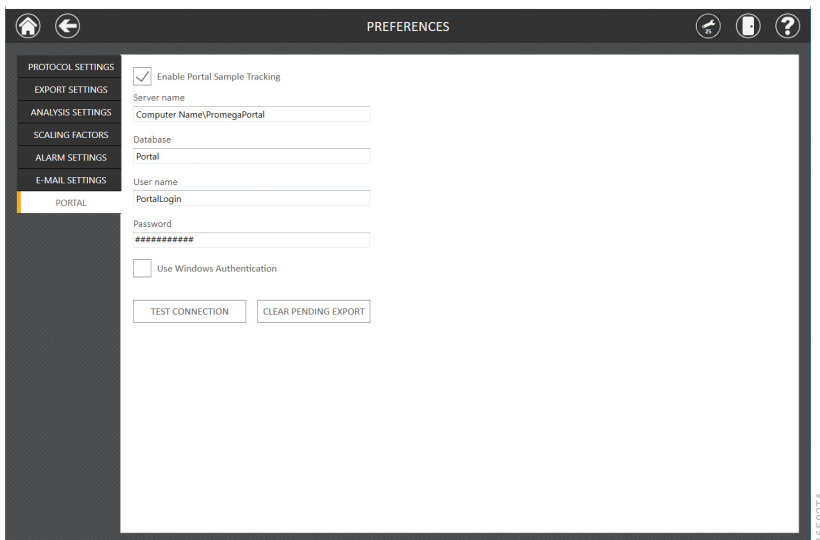 PREFERENCES
25
?
PROTOCOL SETTINGS
EXPORT SETTINGS
ANALYSIS SETTINGS
SCALING FACTORS
ALARM SETTINGS
E-MAIL SETTINGS
PORTAL
Enable Portal Sample Tracking
Server name
Computer Name\PromegaPortal
Database
Portal
User name
PortalLogin
Password
###########
Use Windows Authentication
TEST CONNECTION
CLEAR PENDING EXPORT